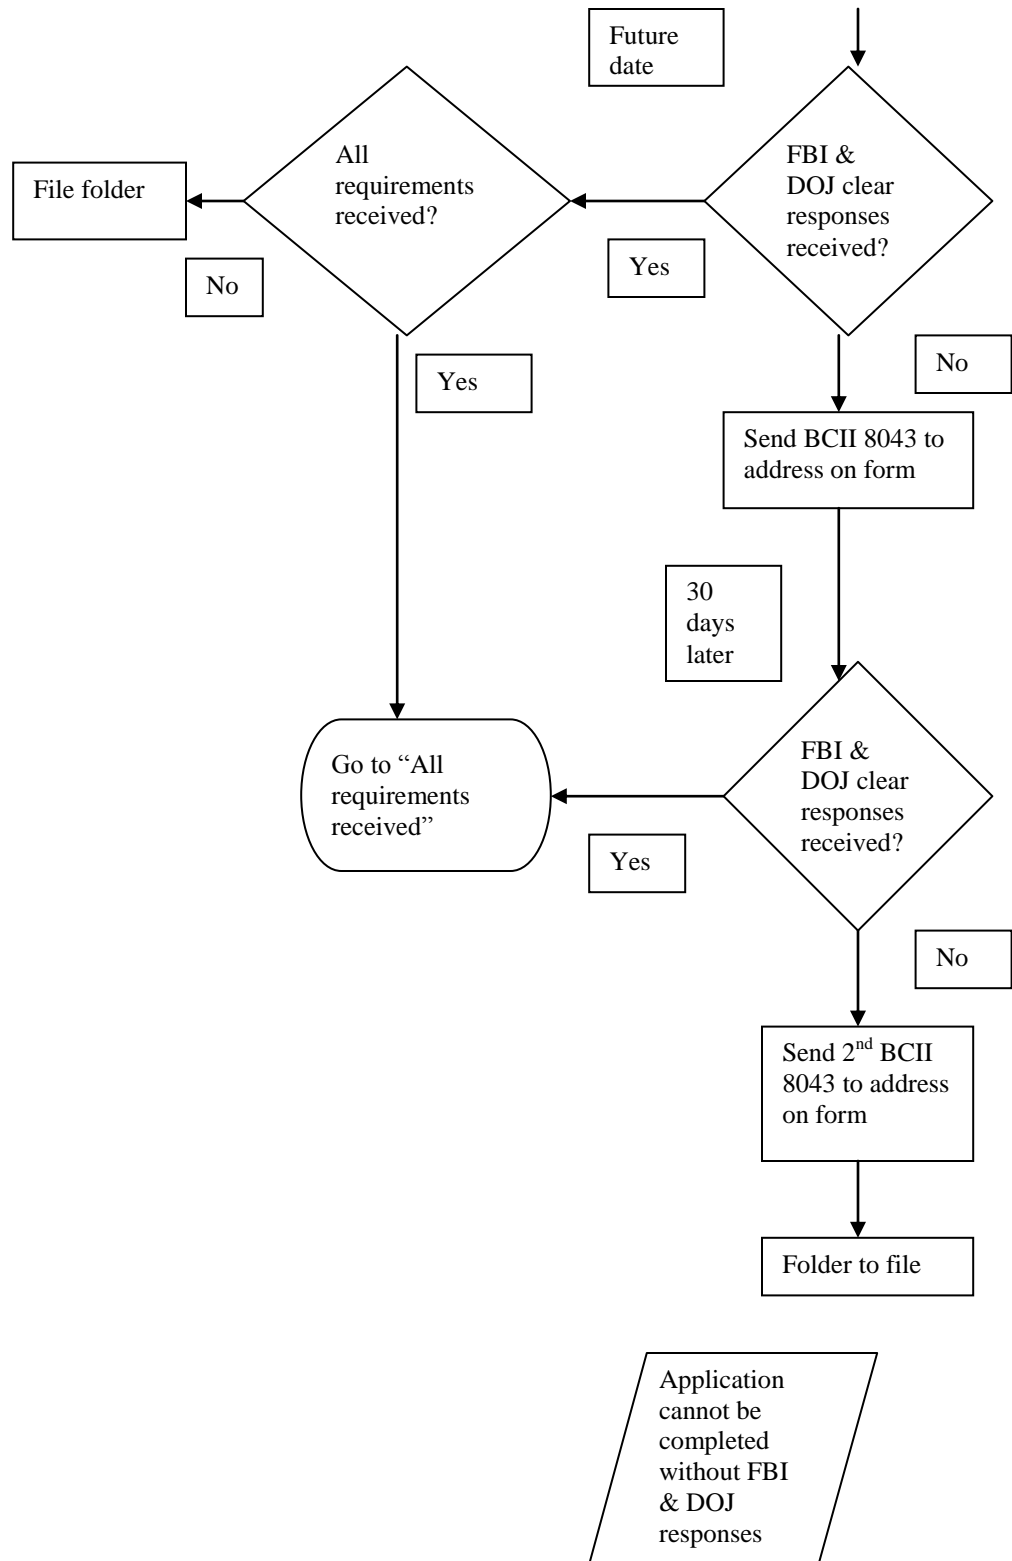 Future
date
All
requirements
received?
FBI &
DOJ clear
responses
received?
File folder
No
Yes
Yes
No
Send BCII 8043 to
address on form
30
days
later
Go to “All
requirements
received”
FBI &
DOJ clear
responses
received?
Yes
No
Send 2nd BCII
8043 to address
on form
Folder to file
Application
cannot be
completed
without FBI
& DOJ
responses